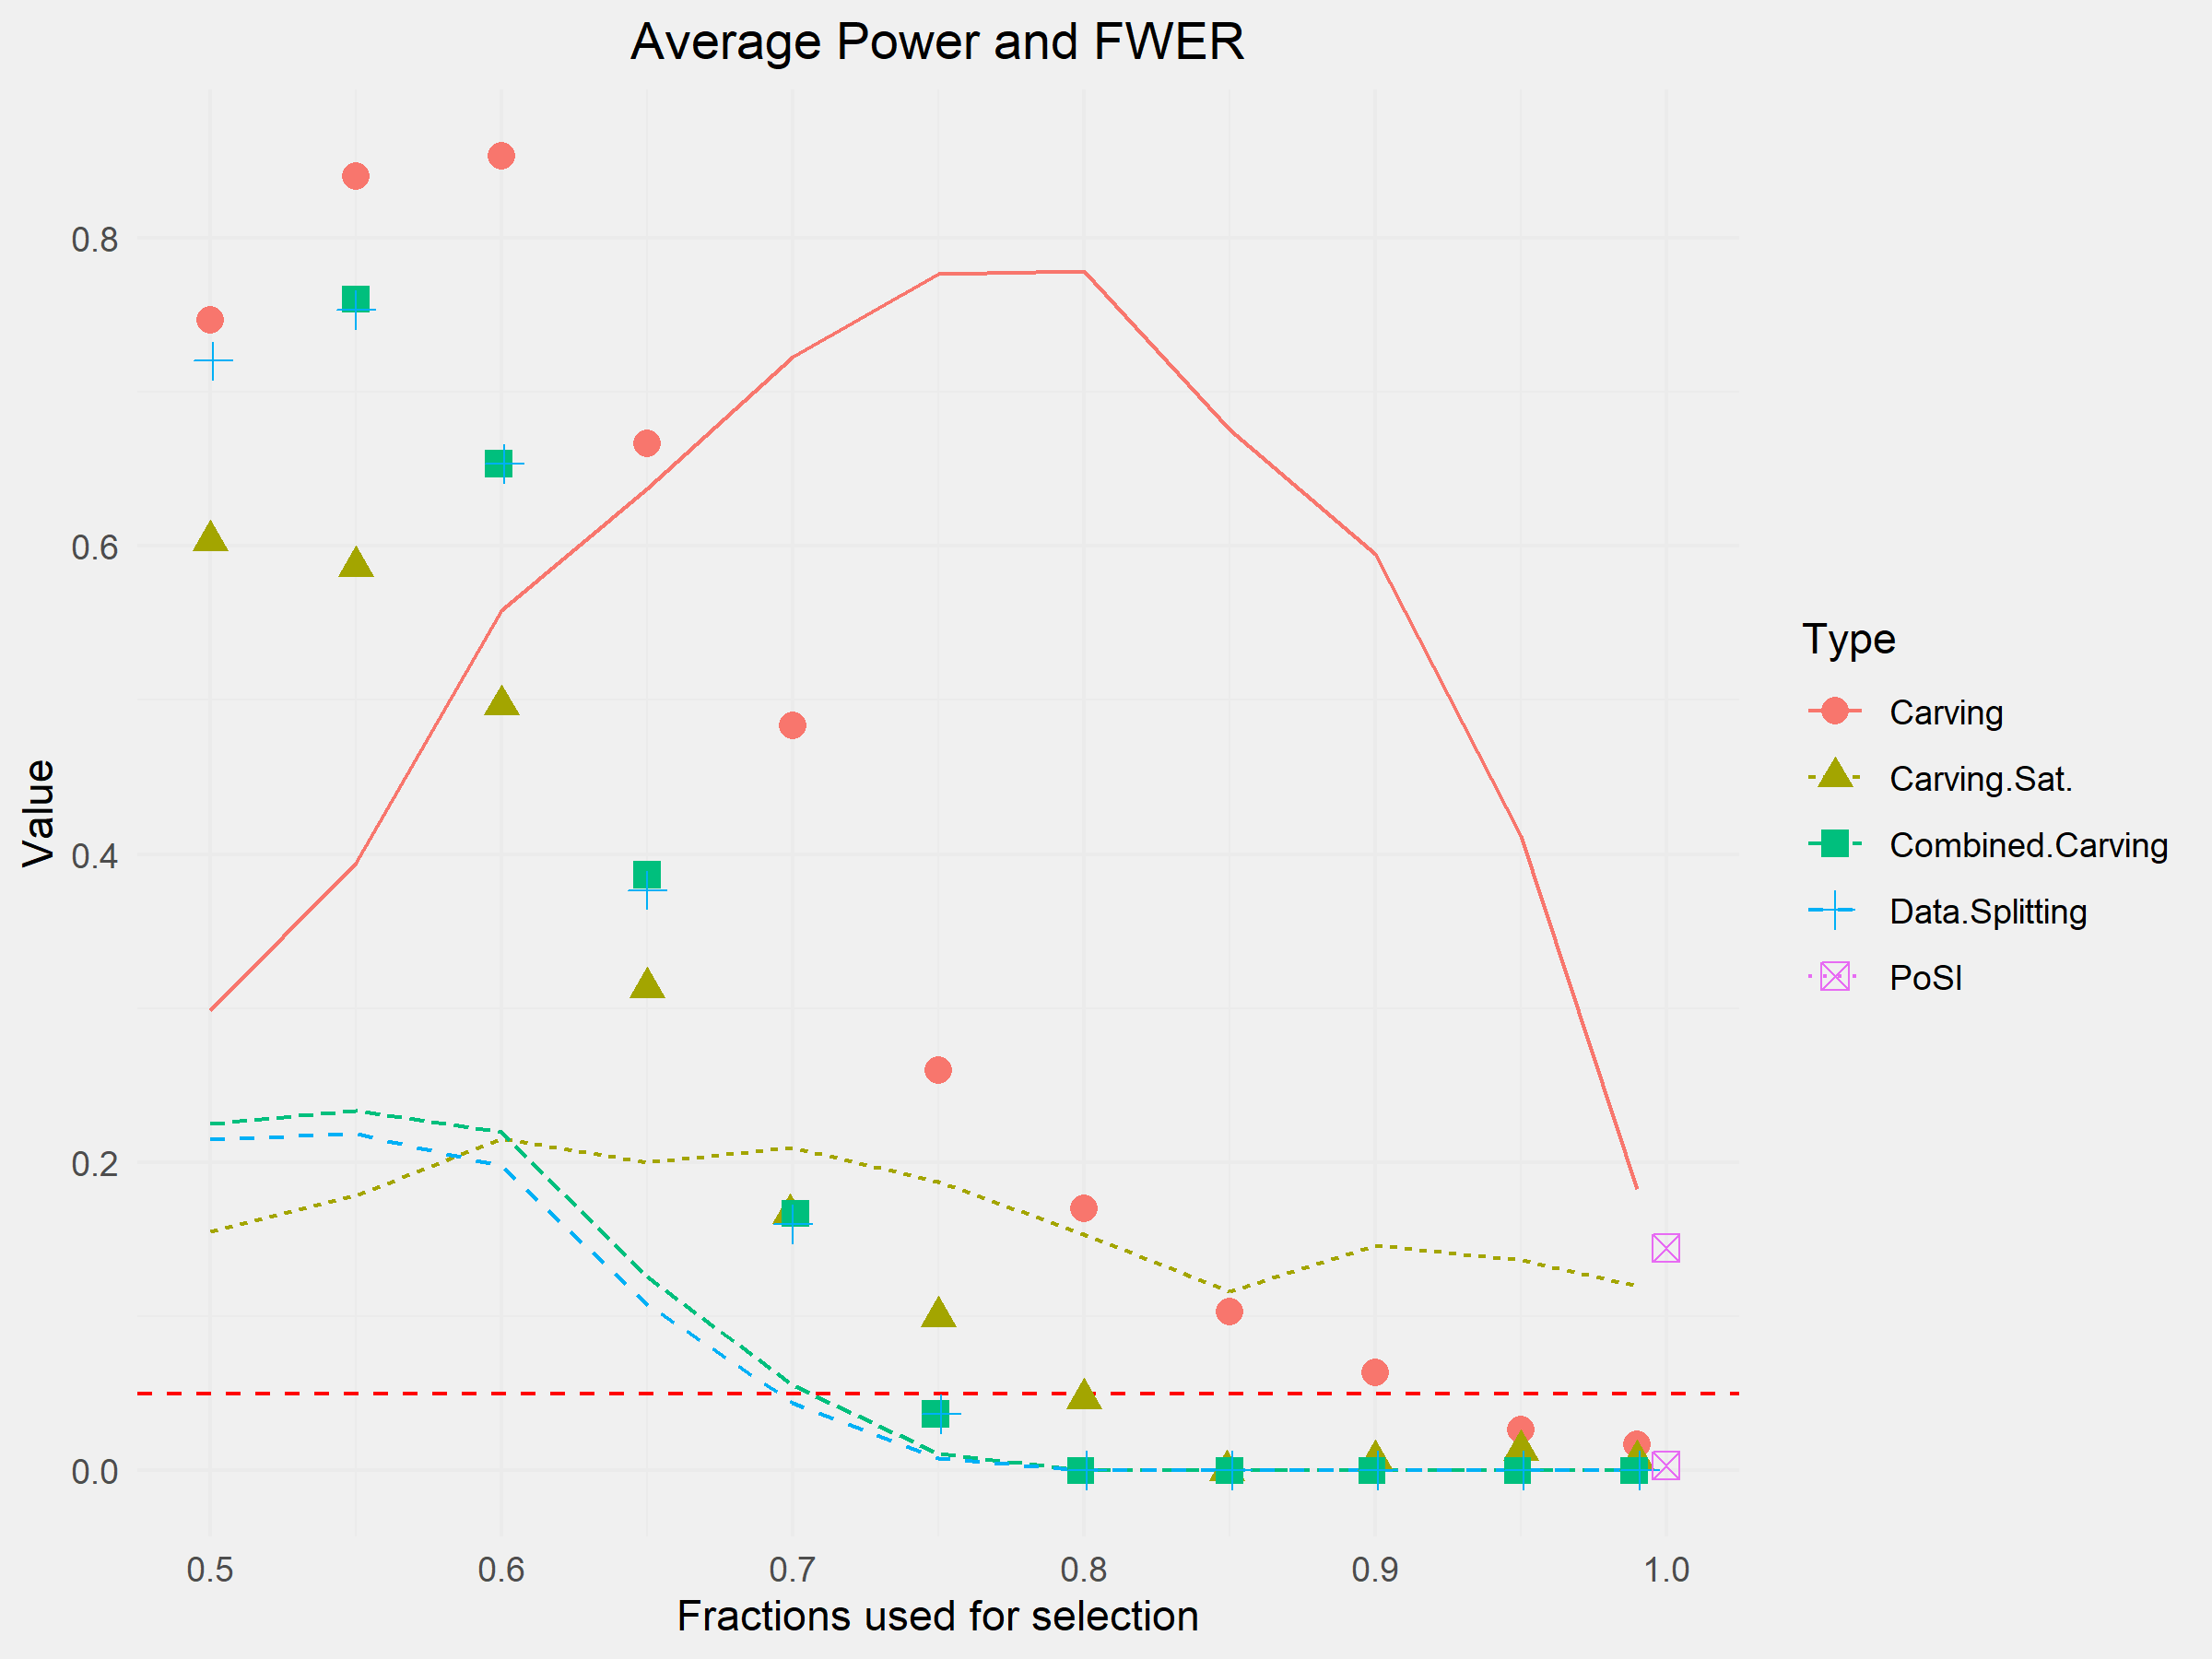 Average Power and FWER
Value
0.8
0.6
0.4
0.2
0.0
0.5 0.6 0.7 0.8 0.9 1.0
Fractions used for selection
Type
Carving
Carving.Sat.
Combined.Carving
Data.Splitting
PoSI